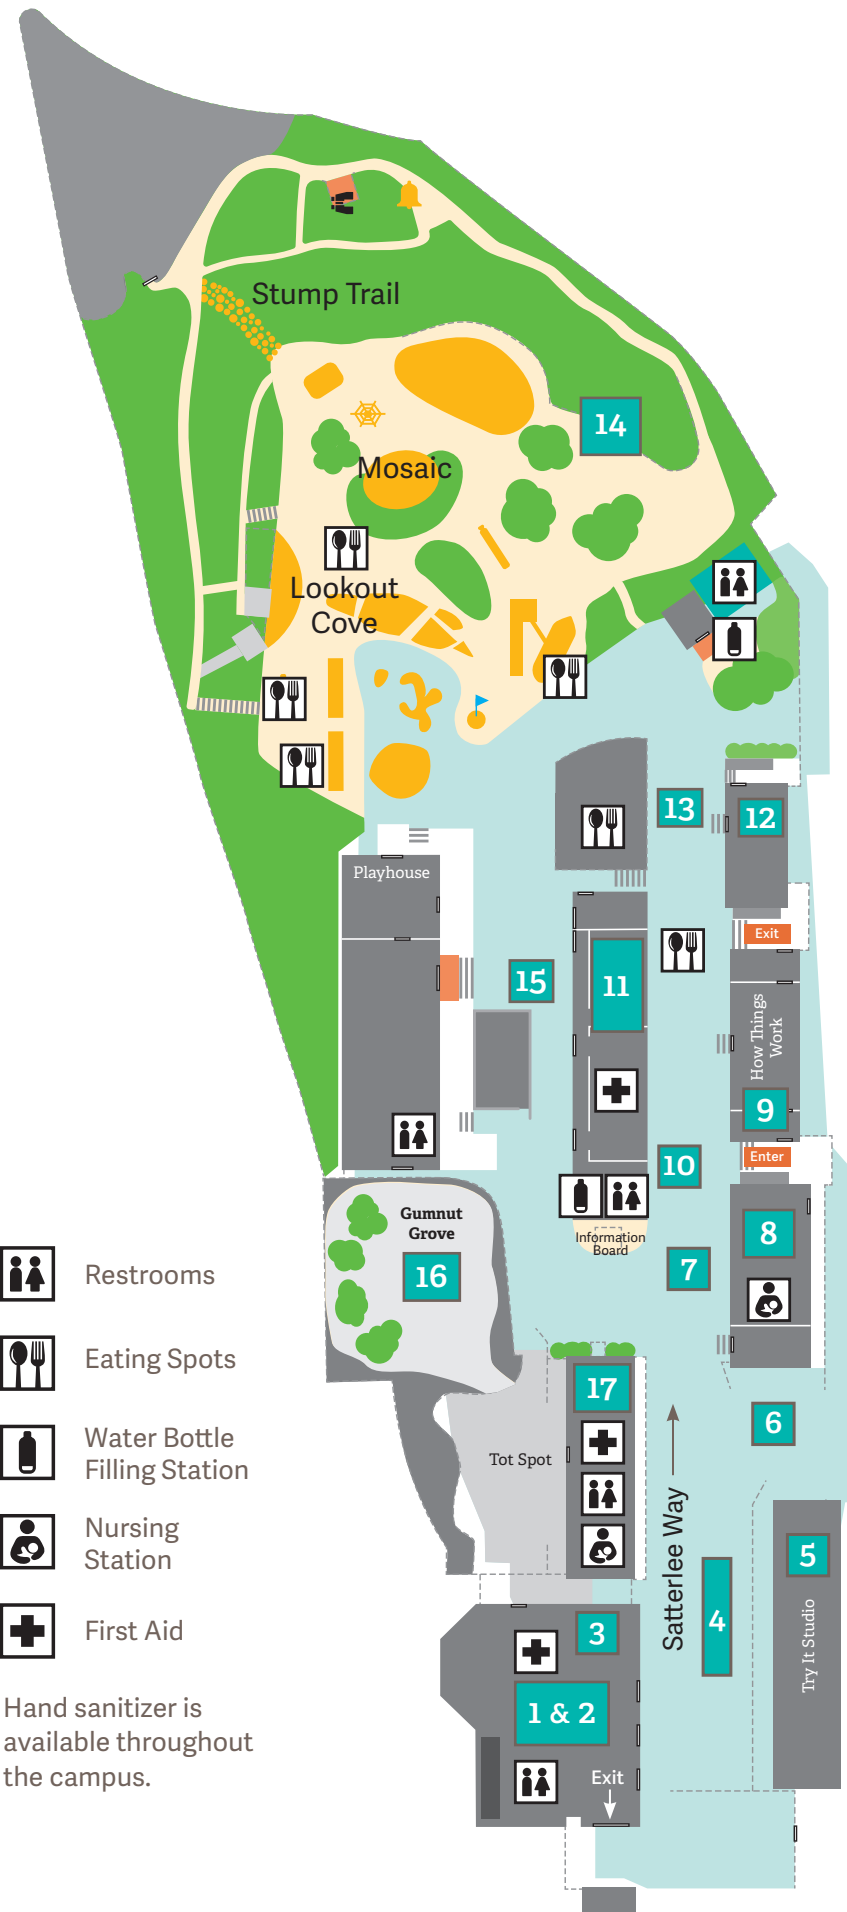 Stump Trail
14
Mosaic
Lookout
Cove
13
12
Playhouse
Exit
15
11
How Things
Work
9
10
Enter
Gumnut
Grove
16
Information
Board
8
7
Restrooms
Eating Spots
Water Bottle
Filling Station
Nursing
Station
First Aid
Hand sanitizer is
available throughout
the campus.
17
6
Tot Spot
Satterlee Way
5
4
3
Try It Studio
1 & 2
Exit